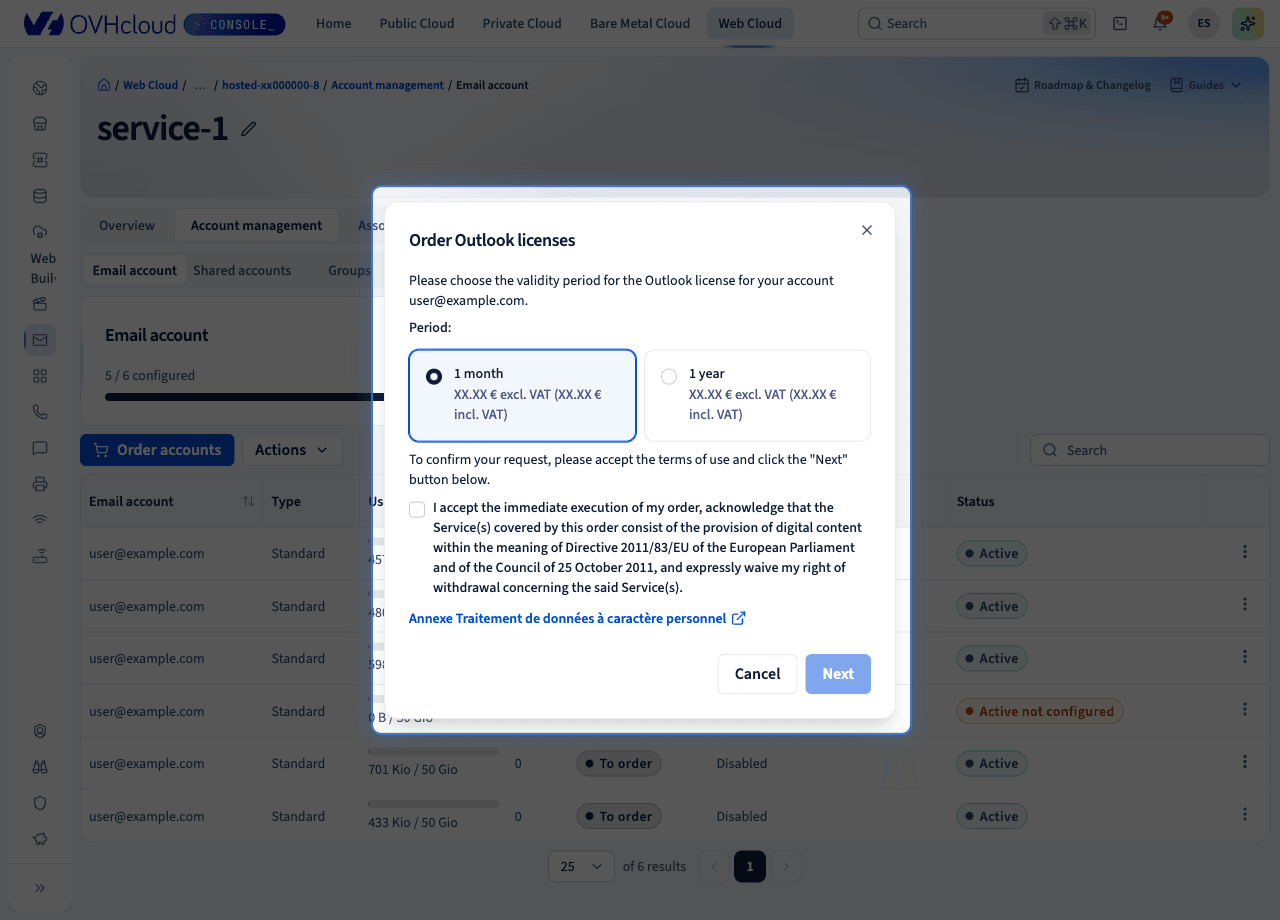 OVHcloud CONSOLE_ Home Public Cloud Private Cloud Bare Metal Cloud Web Cloud Search ⇧⌘K 9+ ES
/ Web Cloud / ... / hosted-xx000000-8 / Account management / Email account Roadmap & Changelog Guides
service-1
Overview Account management
Web
Email account Shared accounts Groups
Email account
5 / 6 configured
Order accounts Actions Search
Email account Type Status
user@example.com Standard Active
user@example.com Standard Active
user@example.com Standard Active
user@example.com Standard Active not configured
user@example.com Standard 701 Kio / 50 Gio 0 To order Disabled Active
user@example.com Standard 433 Kio / 50 Gio 0 To order Disabled Active
25 of 6 results 1
Order Outlook licenses
Please choose the validity period for the Outlook license for your account
user@example.com.
Period:
1 month
XX.XX € excl. VAT (XX.XX €
incl. VAT)
1 year
XX.XX € excl. VAT (XX.XX €
incl. VAT)
To confirm your request, please accept the terms of use and click the "Next"
button below.
I accept the immediate execution of my order, acknowledge that the
Service(s) covered by this order consist of the provision of digital content
within the meaning of Directive 2011/83/EU of the European Parliament
and of the Council of 25 October 2011, and expressly waive my right of
withdrawal concerning the said Service(s).
Annexe Traitement de données à caractère personnel
Cancel Next